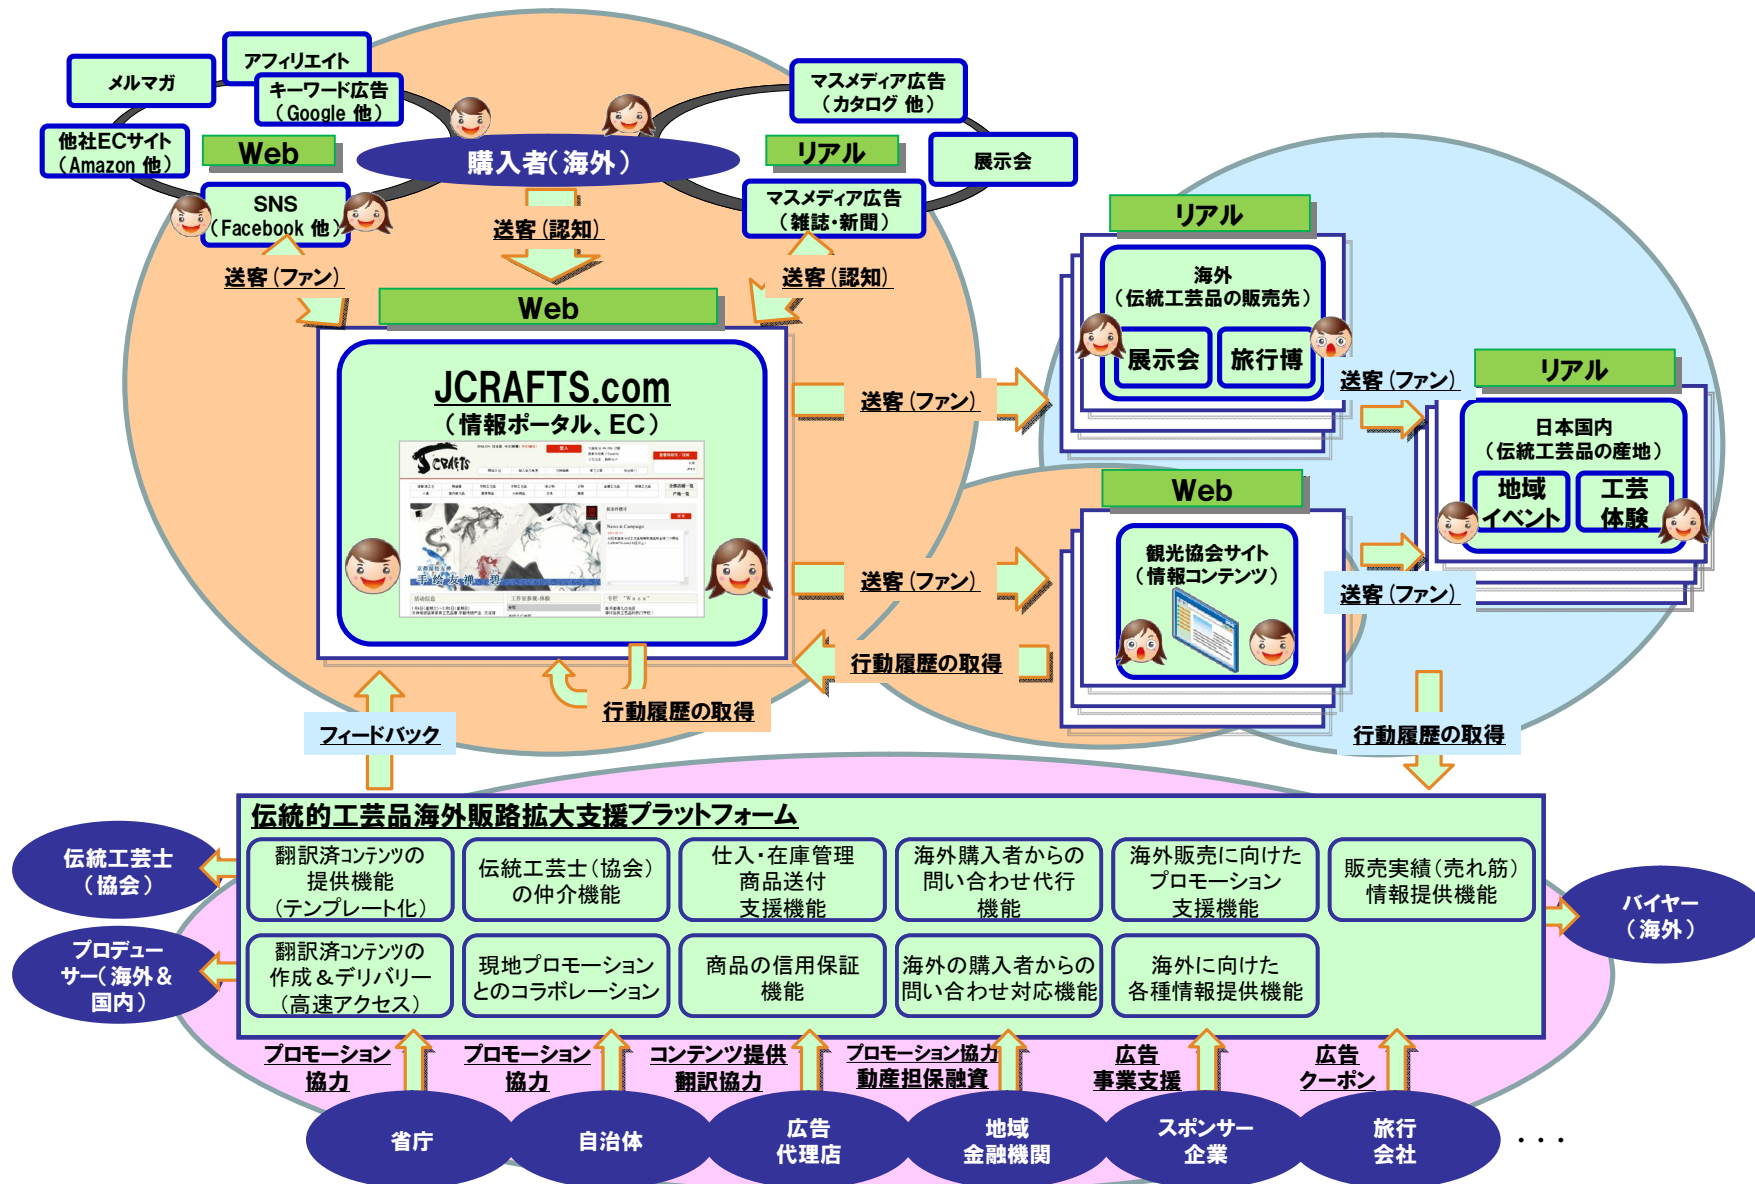 アフィリエイト
メルマガ
キーワード広告
（Google 他）
他社ECサイト
（Amazon 他）
Web
SNS
（Facebook 他）
購入者（海外）
マスメディア広告
（カタログ 他）
リアル
展示会
マスメディア広告
（雑誌・新聞）
送客（ファン）
送客（認知）
送客（認知）
Web
JCRAFTS.com
（情報ポータル、EC）
JCRAFTS
News & Campaign
手绘友禅 碧
送客（ファン）
送客（ファン）
行動履歴の取得
行動履歴の取得
リアル
海外
（伝統工芸品の販売先）
展示会
旅行博
送客（ファン）
リアル
日本国内
（伝統工芸品の産地）
地域
イベント
工芸
体験
Web
観光協会サイト
（情報コンテンツ）
送客（ファン）
行動履歴の取得
フィードバック
伝統的工芸品海外販路拡大支援プラットフォーム
翻訳済コンテンツの
提供機能
（テンプレート化）
伝統工芸士（協会）
の仲介機能
仕入・在庫管理
商品送付
支援機能
海外購入者からの
問い合わせ代行
機能
海外販売に向けた
プロモーション
支援機能
販売実績（売れ筋）
情報提供機能
翻訳済コンテンツの
作成＆デリバリー
（高速アクセス）
現地プロモーション
とのコラボレーション
商品の信用保証
機能
海外の購入者からの
問い合わせ対応機能
海外に向けた
各種情報提供機能
伝統工芸士
（協会）
プロデュー
サー（海外＆
国内）
バイヤー
（海外）
プロモーション
協力
プロモーション
協力
コンテンツ提供
翻訳協力
プロモーション協力
動産担保融資
広告
事業支援
広告
クーポン
省庁
自治体
広告
代理店
地域
金融機関
スポンサー
企業
旅行
会社
・・・